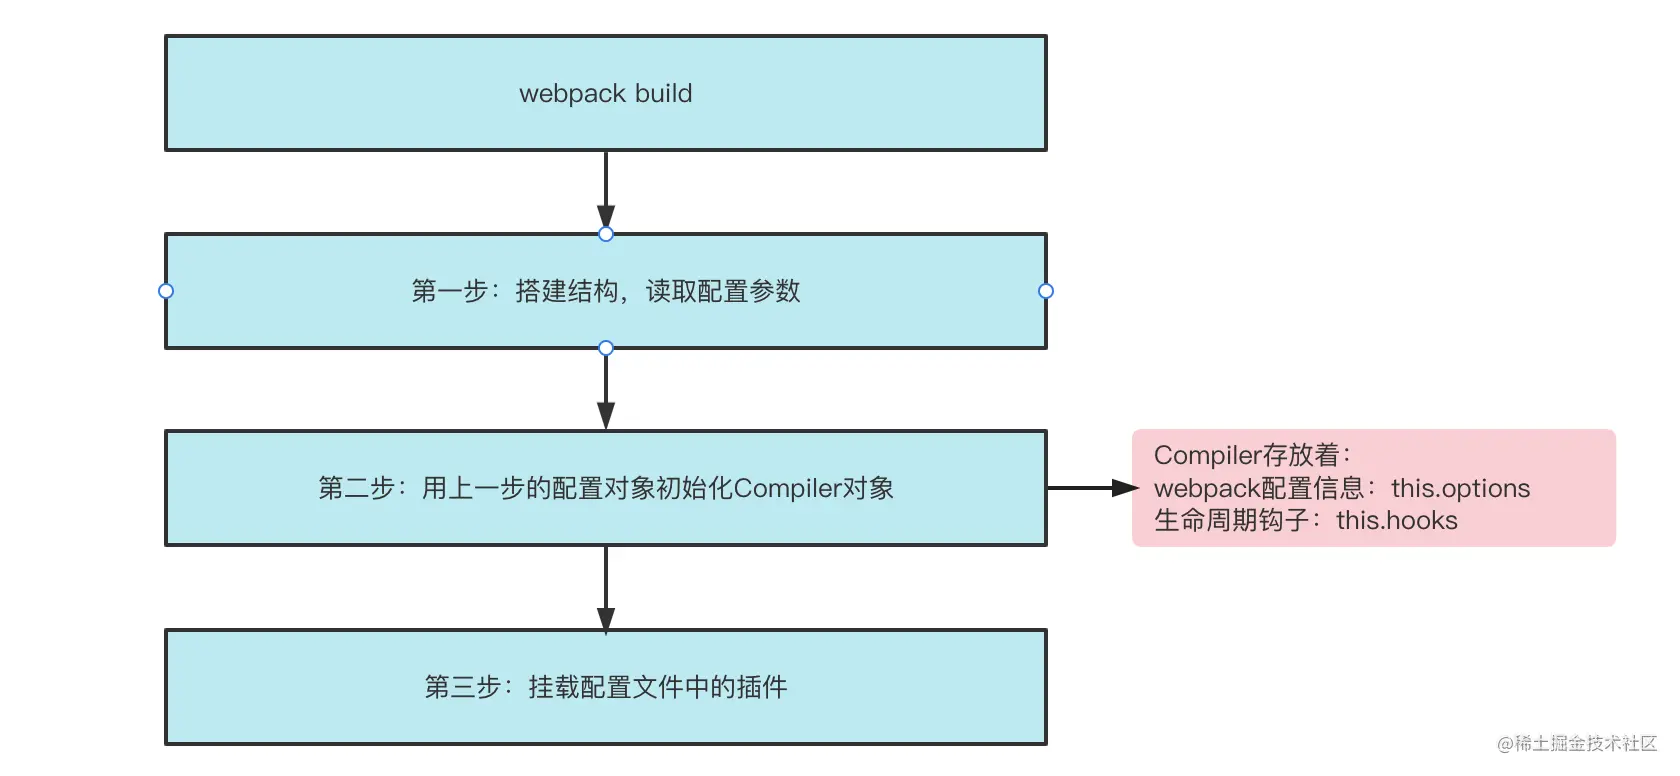 webpack build
第一步：搭建结构，读取配置参数
第二步：用上一步的配置对象初始化Compiler对象
Compiler存放着：
webpack配置信息：this.options
生命周期钩子：this.hooks
第三步：挂载配置文件中的插件
@稀土掘金技术社区